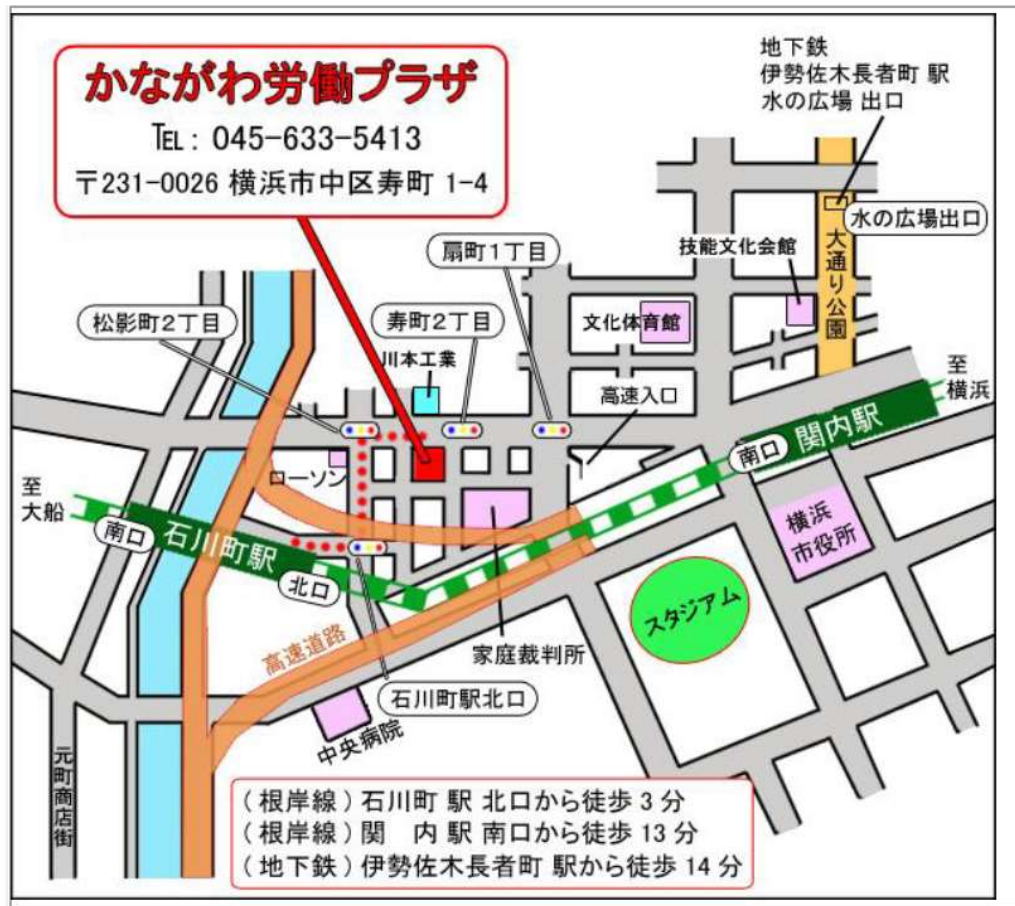 かながわ労働プラザ
TEL: 045-633-5413
〒231-0026 横浜市中区寿町 1-4
地下鉄
伊勢佐木長者町 駅
水の広場 出口
水の広場出口
大通り公園
技能文化会館
扇町1丁目
松影町2丁目
寿町2丁目
文化体育館
川本工業
高速入口
至
横浜
関内駅
南口
ローソン
至
大船
南口
石川町駅
北口
横浜
市役所
スタジアム
高速道路
家庭裁判所
石川町駅北口
中央病院
元町商店街
(根岸線) 石川町 駅 北口から徒歩 3 分
(根岸線) 関 内 駅 南口から徒歩 13 分
(地下鉄) 伊勢佐木長者町 駅から徒歩 14 分